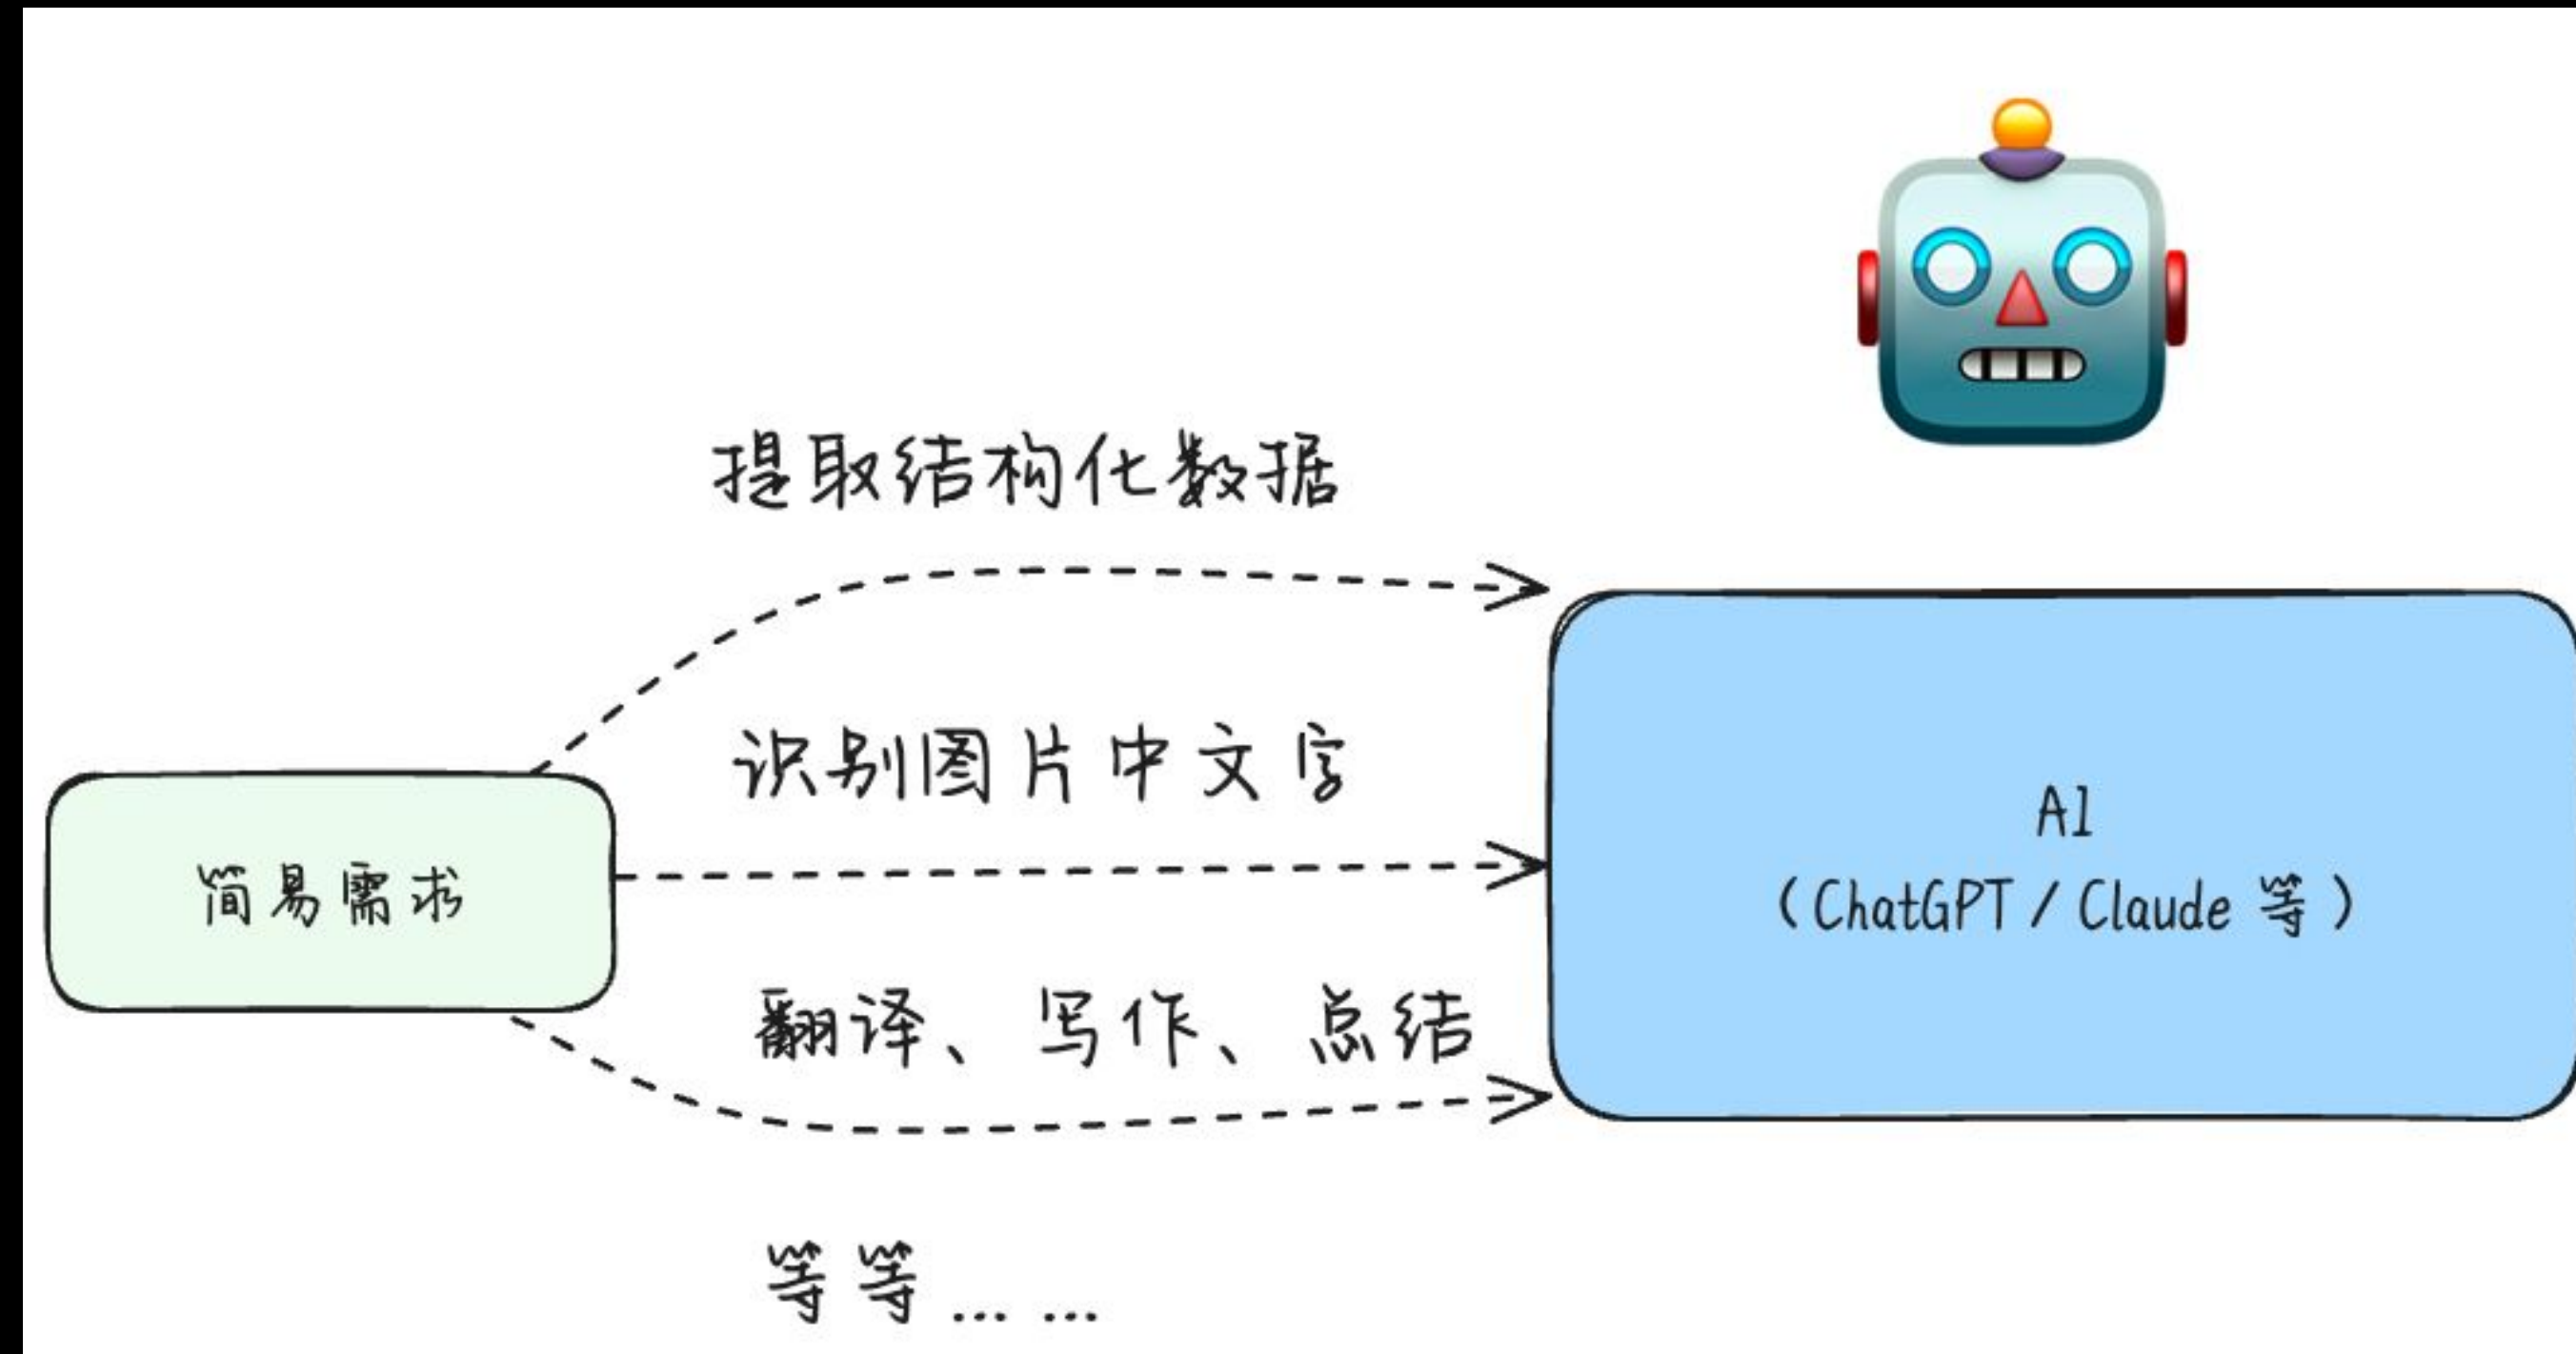 提取结构化数据
识别图片中文字
简易需求
翻译、写作、总结
等等... ...
AI
(ChatGPT / Claude 等)